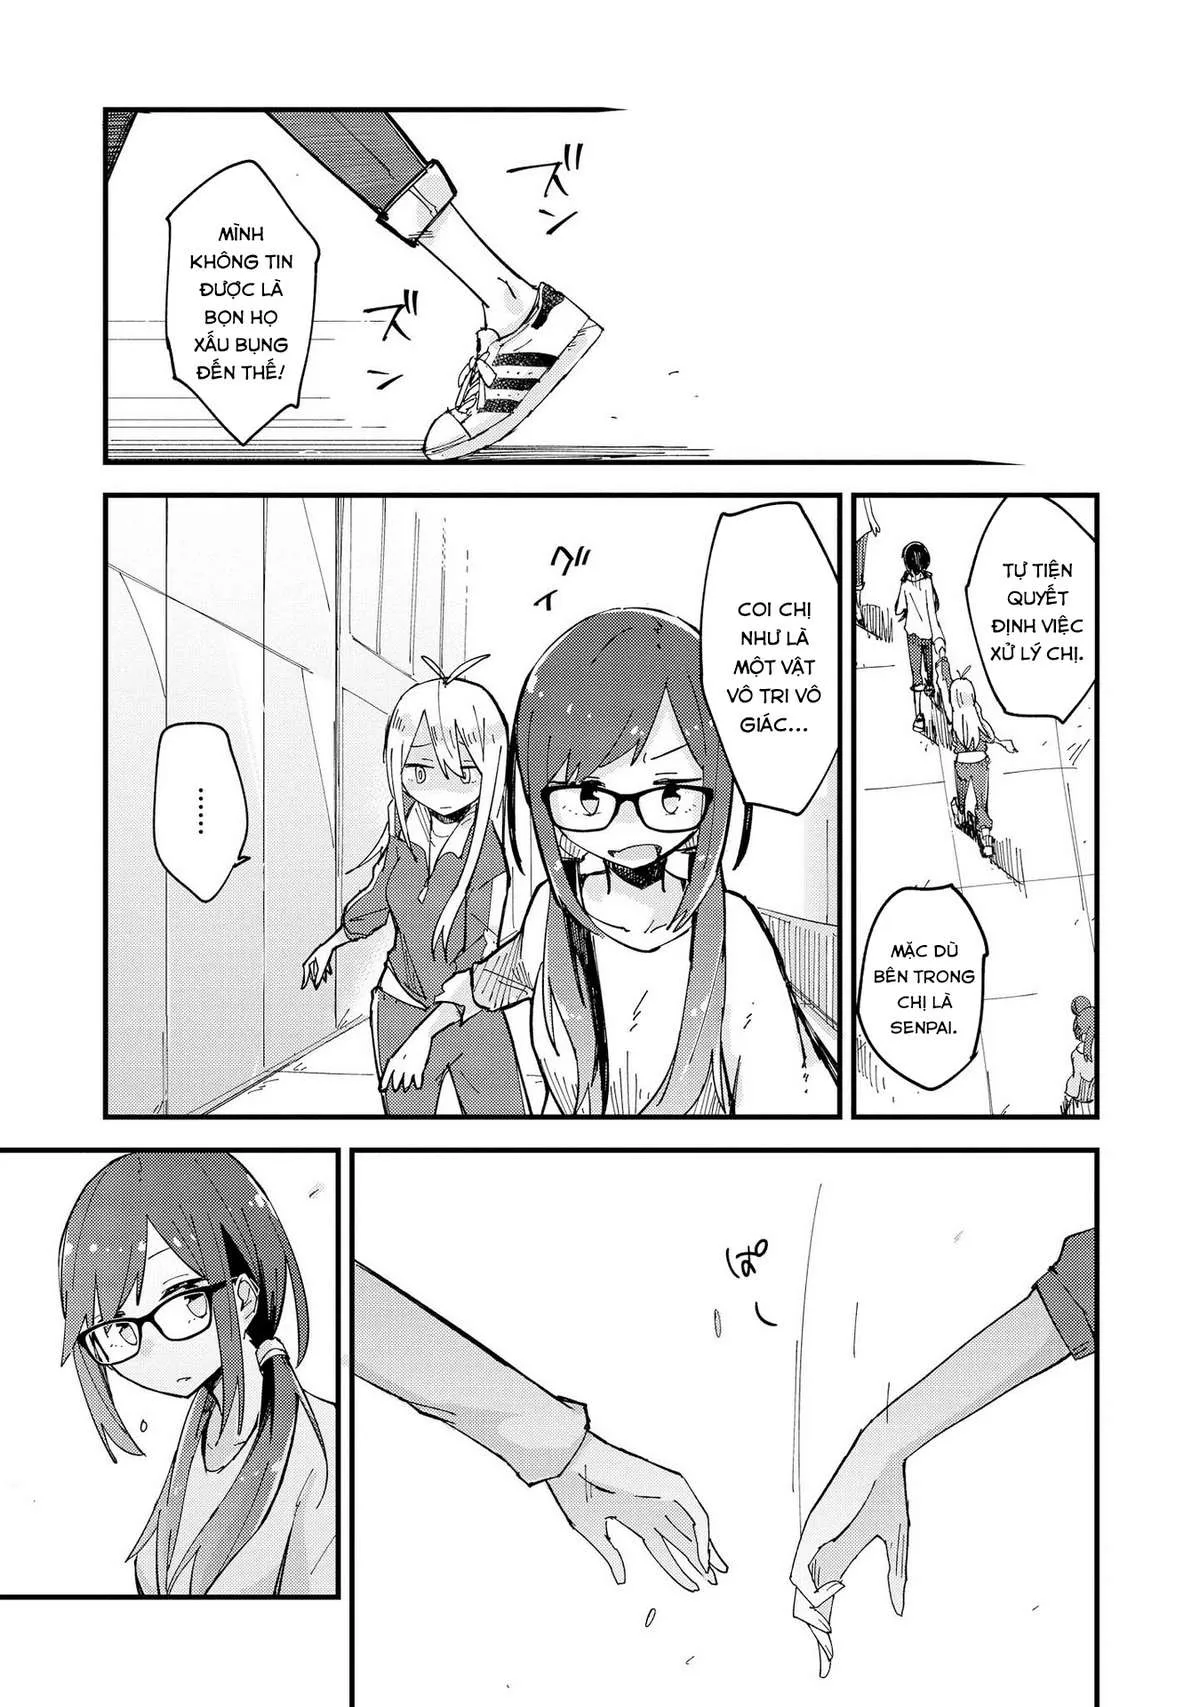 ズン
ズン
MÌNH
KHÔNG TIN
ĐƯỢC LÀ
BỌN HỌ
XẤU BỤNG
ĐẾN THẾ!
TỰ TIỆN
QUYẾT
ĐỊNH VIỆC
XỬ LÝ CHỊ.
MẶC DÙ
BÊN TRONG
CHỊ LÀ
SENPAI.
COI CHỊ
NHƯ LÀ
MỘT VẬT
VÔ TRI VÔ
GIÁC...
グイ
........
ぱし